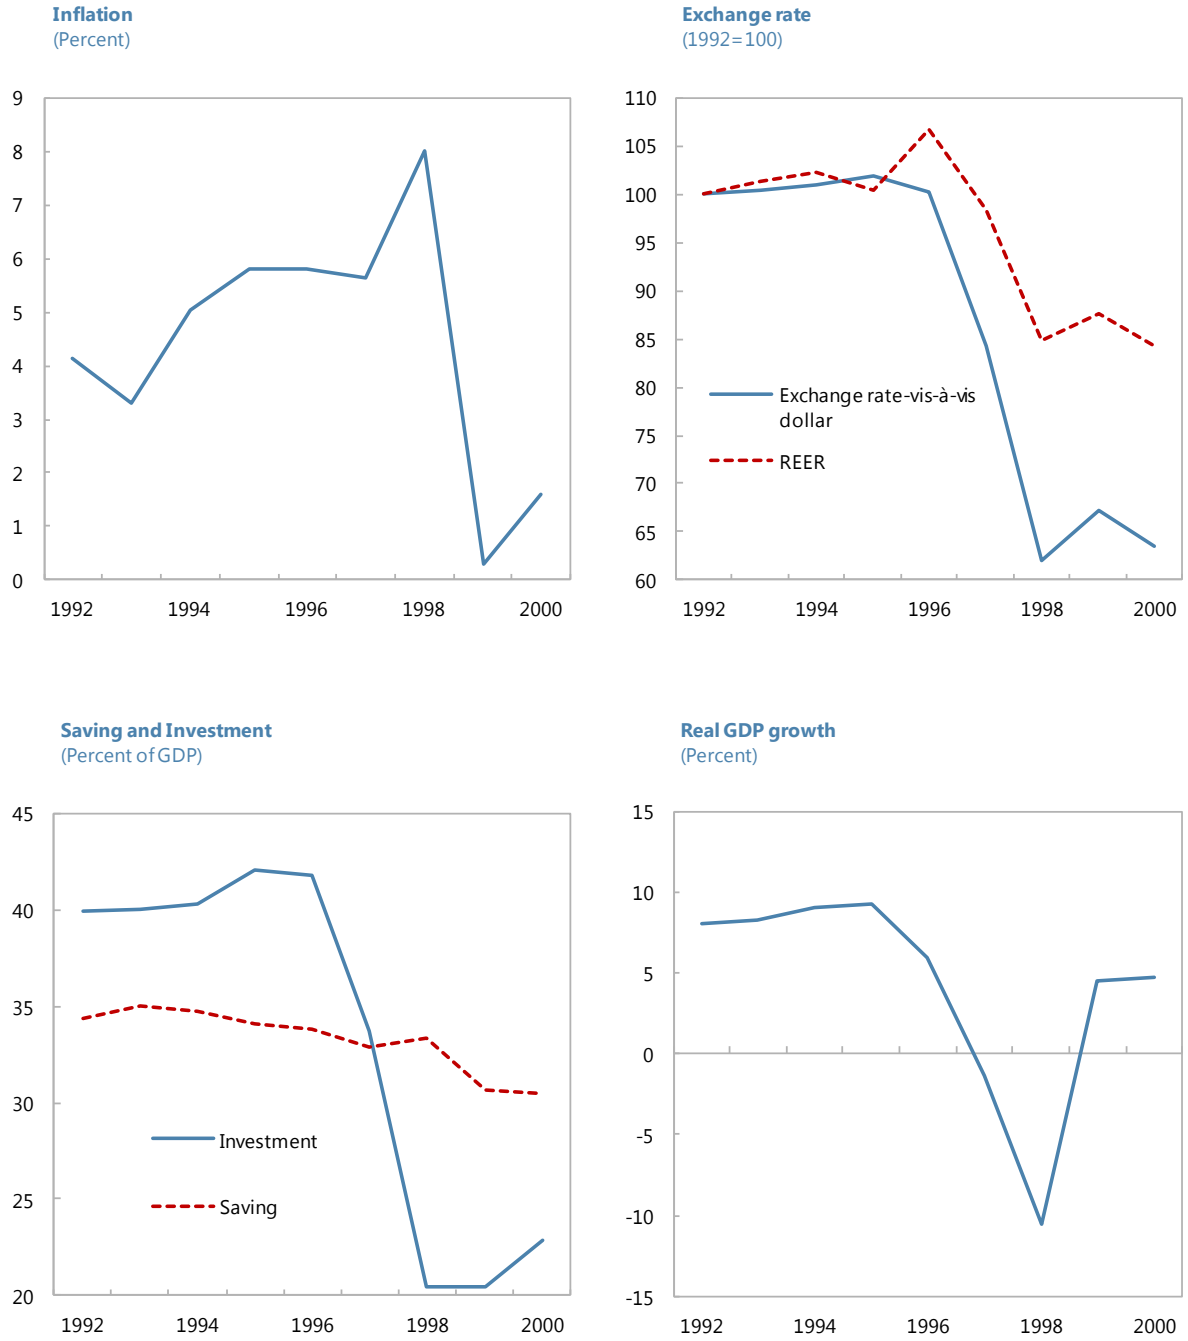 Inflation
(Percent)
9
8
7
6
5
4
3
2
1
0
1992 1994 1996 1998 2000
Exchange rate
(1992=100)
110
105
100
95
90
85
80
75
70
65
60
Exchange rate-vis-à-vis
dollar
REER
1992 1994 1996 1998 2000
Saving and Investment
(Percent of GDP)
45
40
35
30
25
20
Investment
Saving
1992 1994 1996 1998 2000
Real GDP growth
(Percent)
15
10
5
0
-5
-10
-15
1992 1994 1996 1998 2000